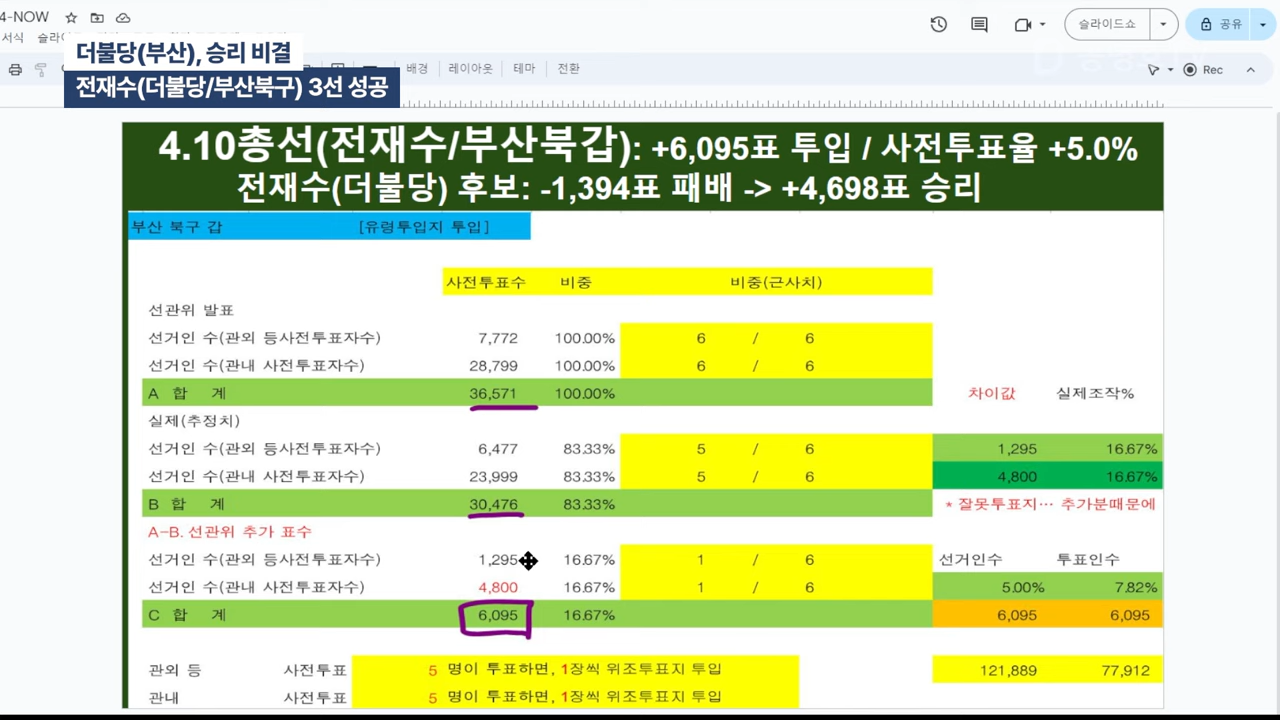 4-NOW
서식
더불당(부산), 승리 비결
전재수(더불당/부산북구) 3선 성공
배경 레이아웃 테마 전환
슬라이드쇼
공유
Rec
4.10총선(전재수/부산북갑): +6,095표 투입 / 사전투표율 +5.0%
전재수(더불당) 후보: -1,394표 패배 -> +4,698표 승리
부산 북구 갑 [유령투입지 투입]
사전투표수 비중 비중(근사치)
선관위 발표
선거인 수(관외 등사전투표자수) 7,772 100.00% 6 / 6
선거인 수(관내 사전투표자수) 28,799 100.00% 6 / 6
A 합 계 36,571 100.00% 차이값 실제조작%
실제(추정치)
선거인 수(관외 등사전투표자수) 6,477 83.33% 5 / 6 1,295 16.67%
선거인 수(관내 사전투표자수) 23,999 83.33% 5 / 6 4,800 16.67%
B 합 계 30,476 83.33% * 잘못투표지… 추가분때문에
A-B. 선관위 추가 표수
선거인 수(관외 등사전투표자수) 1,295 16.67% 1 / 6 선거인수 투표인수
선거인 수(관내 사전투표자수) 4,800 16.67% 1 / 6 5.00% 7.82%
C 합 계 6,095 16.67% 6,095 6,095
관외 등 사전투표 5 명이 투표하면, 1장씩 위조투표지 투입 121,889 77,912
관내 사전투표 5 명이 투표하면, 1장씩 위조투표지 투입